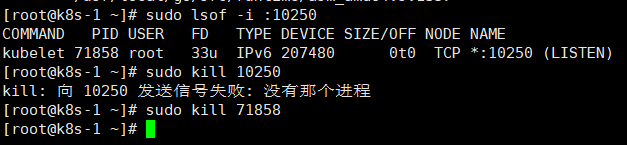 [root@k8s-1 ~]# sudo lsof -i :10250
COMMAND   PID USER   FD   TYPE DEVICE SIZE/OFF NODE NAME
kubelet 71858 root   33u  IPv6 207480      0t0  TCP *:10250 (LISTEN)
[root@k8s-1 ~]# sudo kill 10250
kill: 向 10250 发送信号失败: 没有那个进程
[root@k8s-1 ~]# sudo kill 71858
[root@k8s-1 ~]#